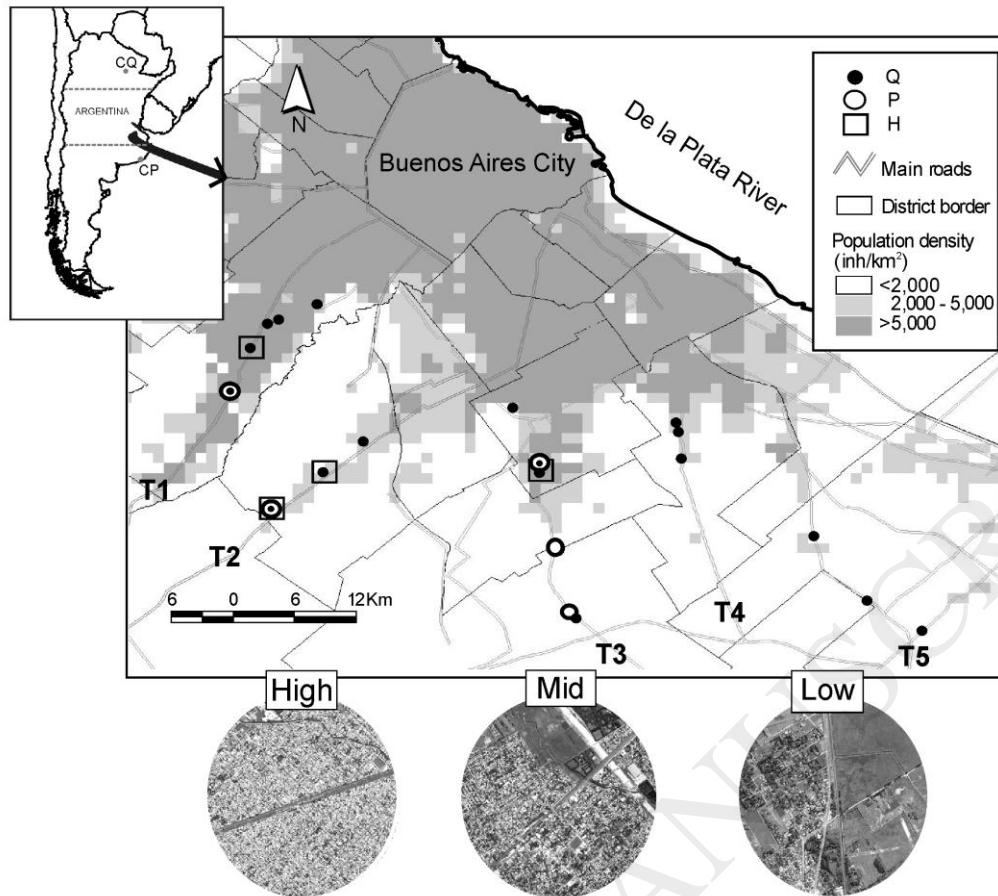 CQ
ARGENTINA
CP
N
Buenos Aires City
De la Plata River
Q
P
H
Main roads
District border
Population density
(inh/km²)
<2,000
2,000 - 5,000
>5,000
T1
T2
T3
T4
T5
6 0 6 12Km
High
Mid
Low
ANUSCR